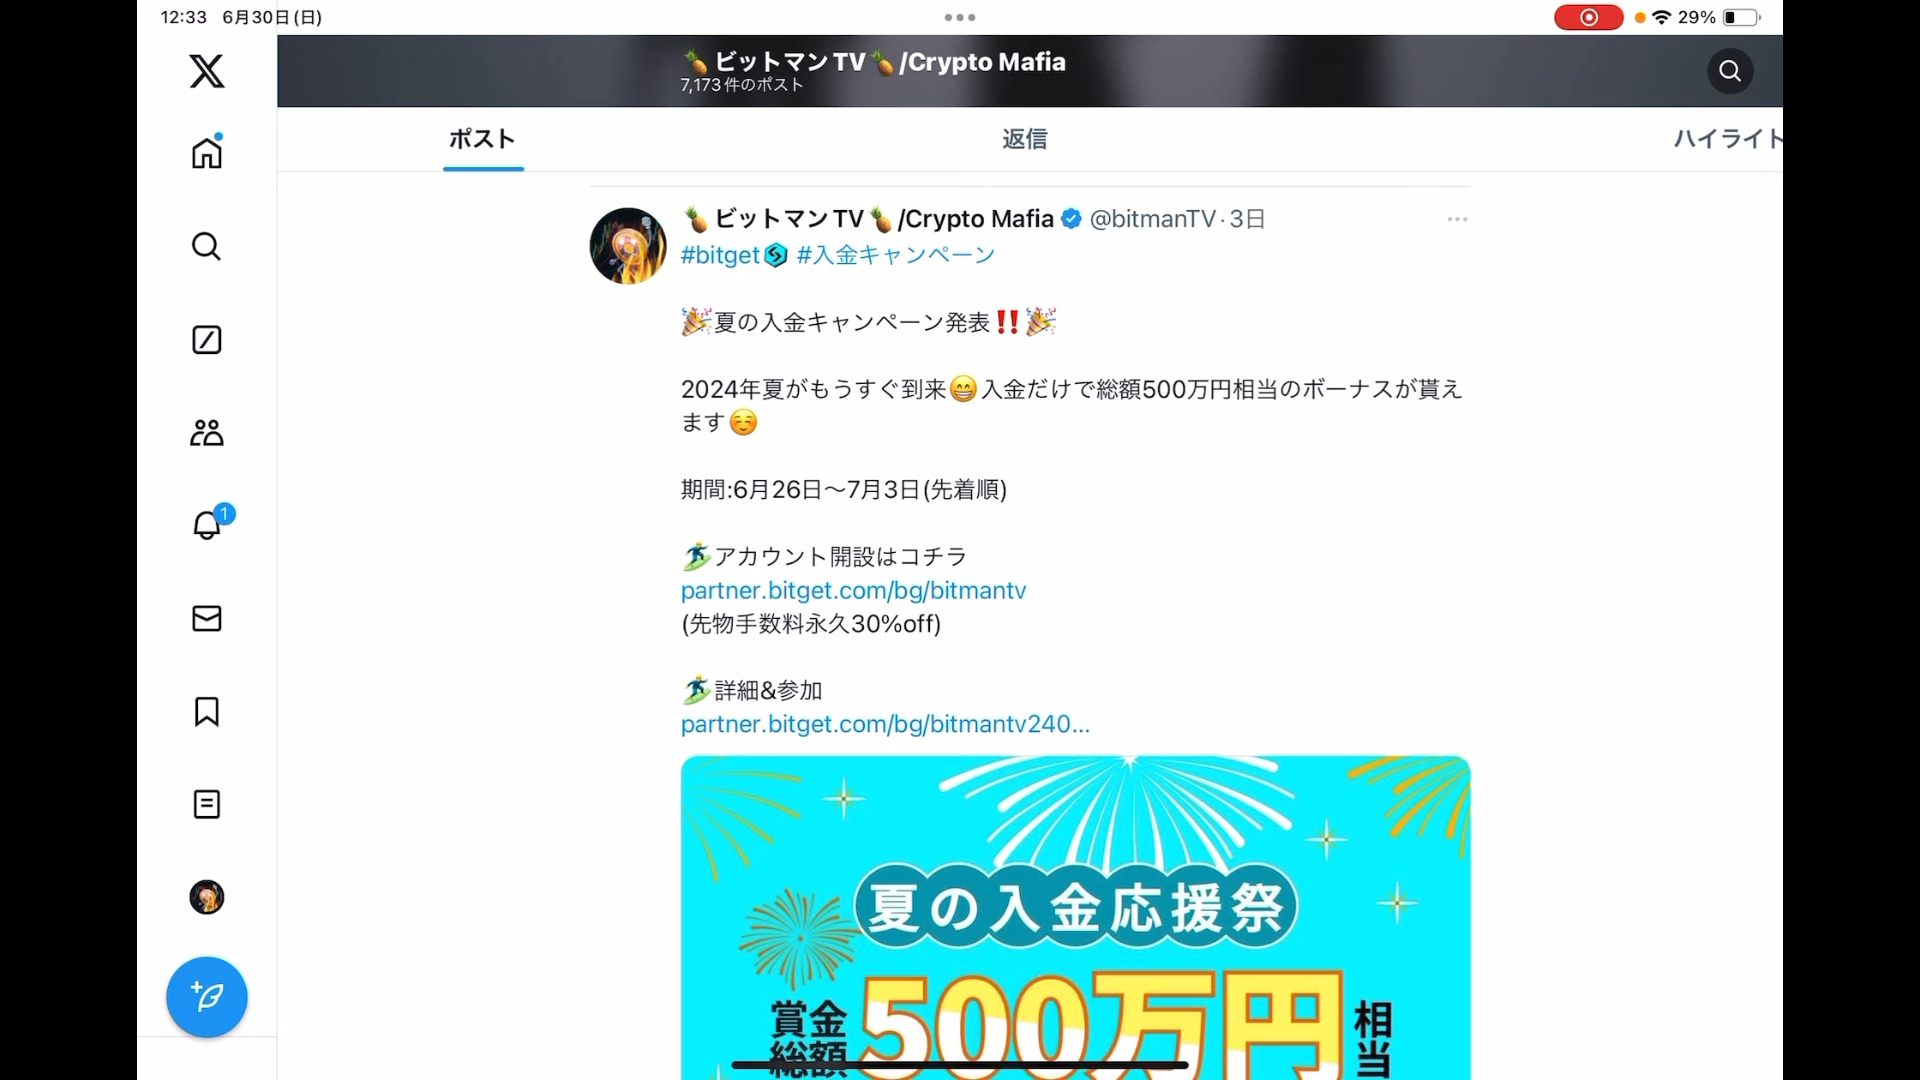 12:33 6月30日(日)
29%
🍍ビットマンTV🍍/Crypto Mafia
7,173 件のポスト
ポスト
返信
ハイライト
🍍ビットマンTV🍍/Crypto Mafia @bitmanTV·3日
#bitget #入金キャンペーン
🎉夏の入金キャンペーン発表‼️🎉
2024年夏がもうすぐ到来😁入金だけで総額500万円相当のボーナスが貰え
ます☺️
期間:6月26日〜7月3日(先着順)
🏄アカウント開設はコチラ
partner.bitget.com/bg/bitmantv
(先物手数料永久30%off)
🏄詳細&参加
partner.bitget.com/bg/bitmantv240...
1
夏の入金応援祭
賞金
総額
500万円
相当